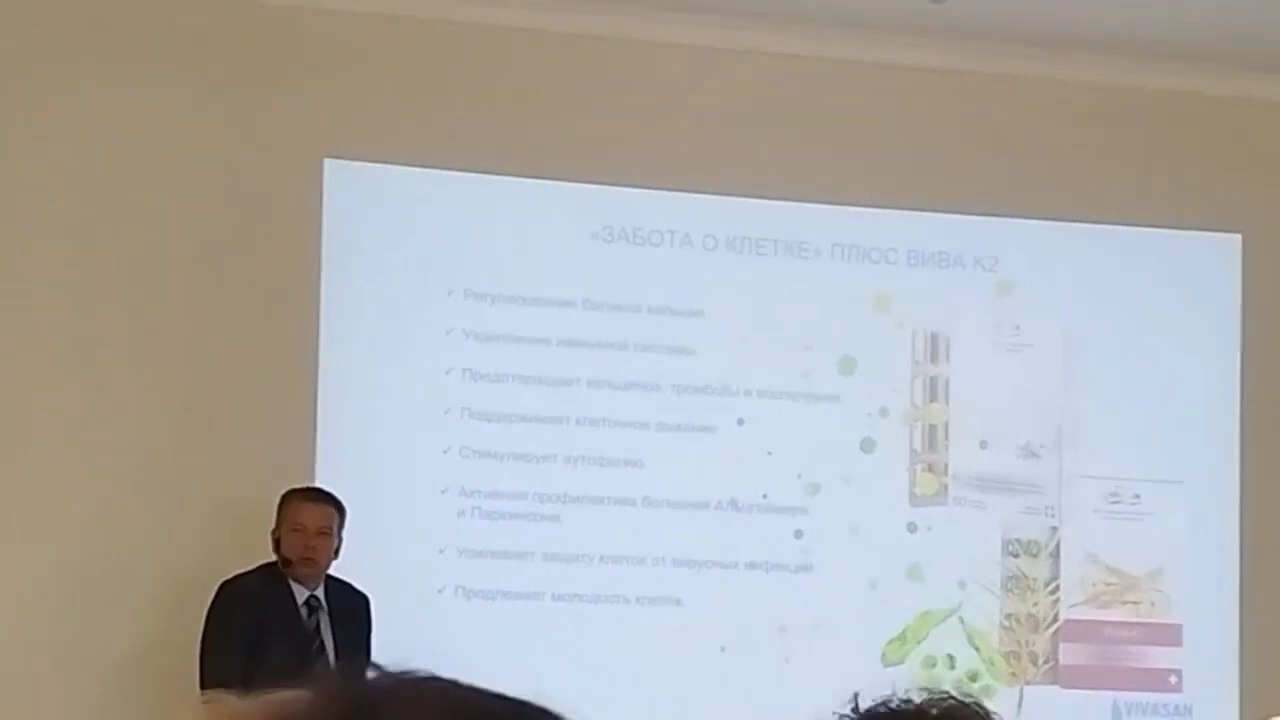 «ЗАБОТА О КЛЕТКЕ» ПЛЮС ВИВА К2
✓ Регулирование баланса кальция
✓ Укрепление иммунной системы
✓ Предотвращает кальциноз, тромбозы и воспаления
✓ Поддерживает клеточное дыхание
✓ Стимулирует аутофагию
✓ Активная профилактика болезней Альцгеймера
и Паркинсона
✓ Усиливает защиту клеток от вирусных инфекций
✓ Продлевает молодость клеток
60
VIVASAN